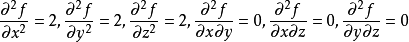 ∂²f/∂x² = 2, ∂²f/∂y² = 2, ∂²f/∂z² = 2, ∂²f/∂x∂y = 0, ∂²f/∂x∂z = 0, ∂²f/∂y∂z = 0